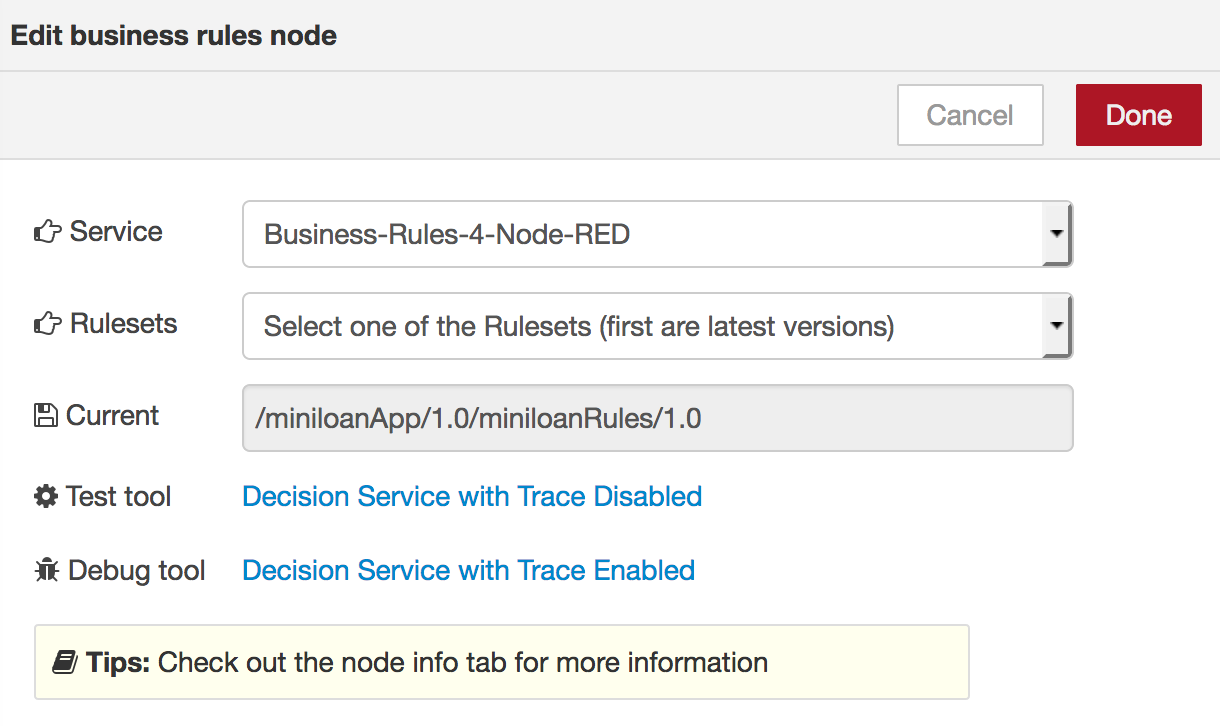 Edit business rules node
Cancel Done
Service Business-Rules-4-Node-RED
Rulesets Select one of the Rulesets (first are latest versions)
Current /miniloanApp/1.0/miniloanRules/1.0
Test tool Decision Service with Trace Disabled
Debug tool Decision Service with Trace Enabled
Tips: Check out the node info tab for more information